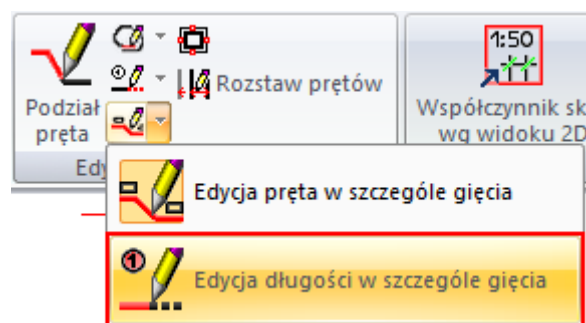 1:50
Podział
pręta
Rozstaw prętów
Współczynnik sk
wg widoku 2D
Edy
Edycja pręta w szczególe gięcia
Edycja długości w szczególe gięcia